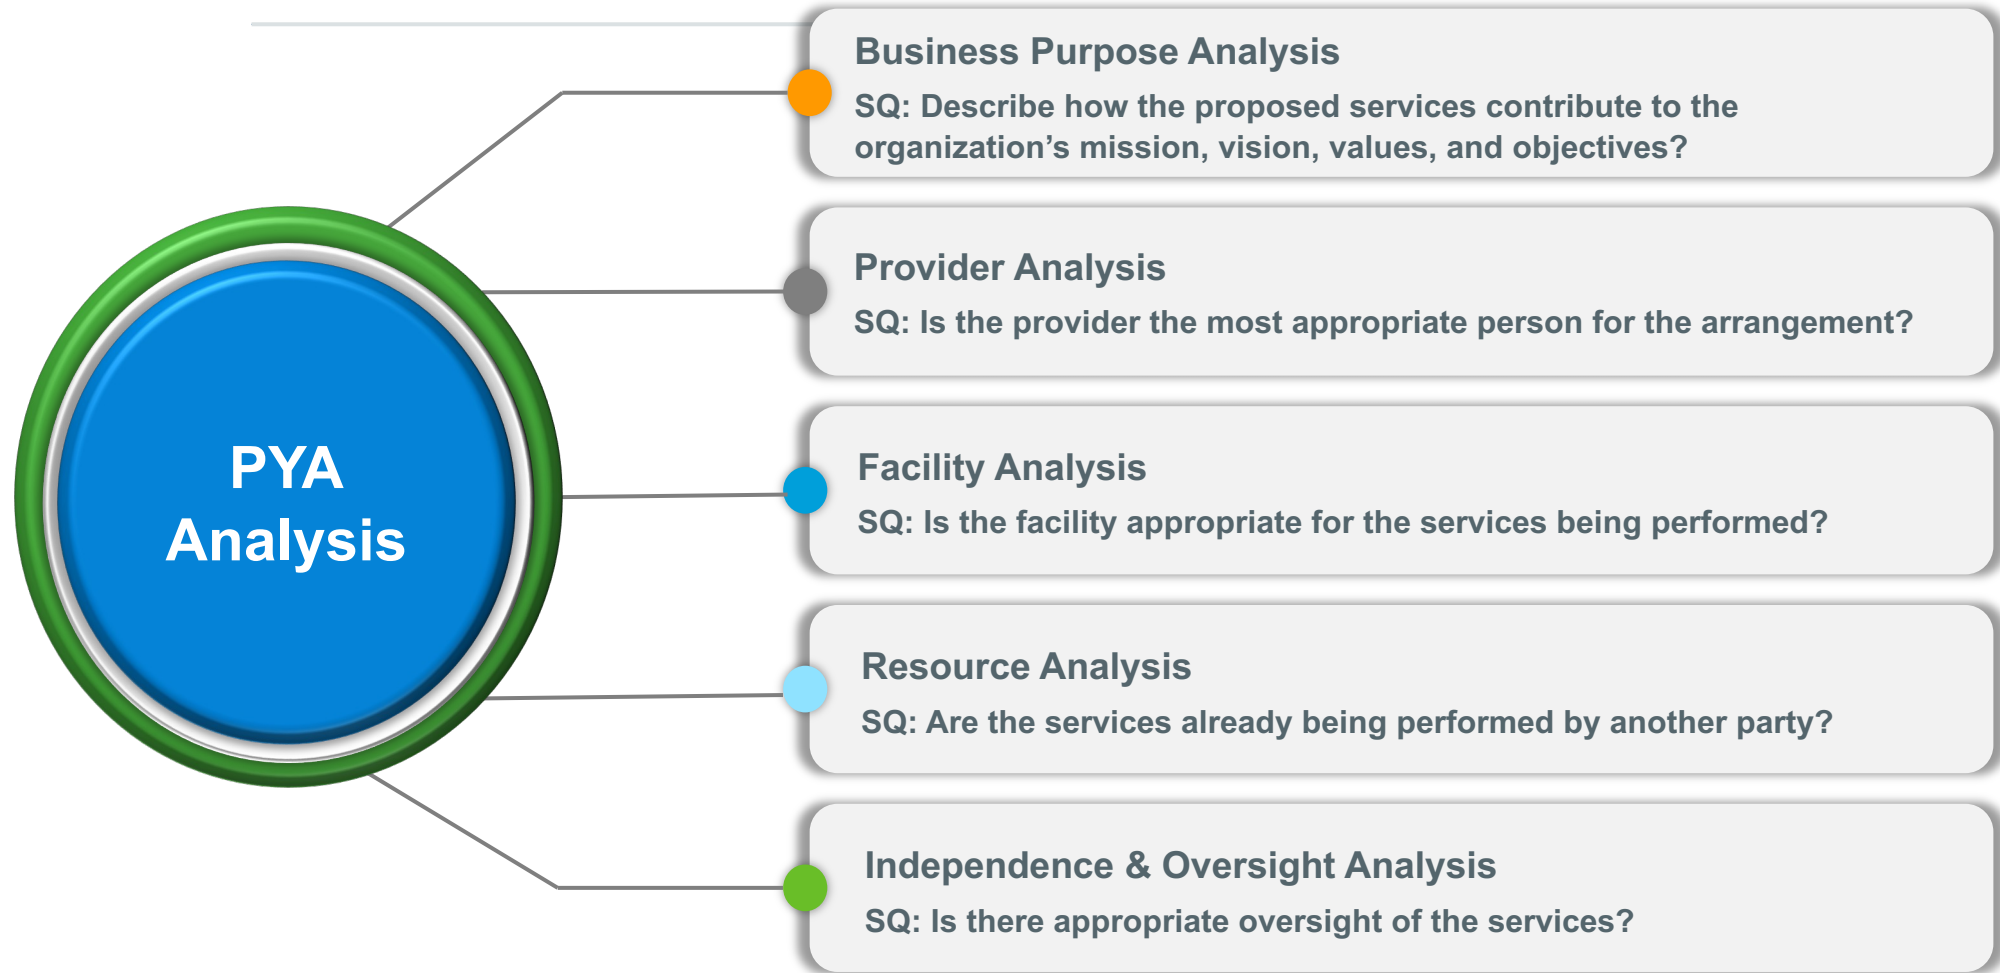 PYA
Analysis
Business Purpose Analysis
SQ: Describe how the proposed services contribute to the
organization’s mission, vision, values, and objectives?
Provider Analysis
SQ: Is the provider the most appropriate person for the arrangement?
Facility Analysis
SQ: Is the facility appropriate for the services being performed?
Resource Analysis
SQ: Are the services already being performed by another party?
Independence & Oversight Analysis
SQ: Is there appropriate oversight of the services?